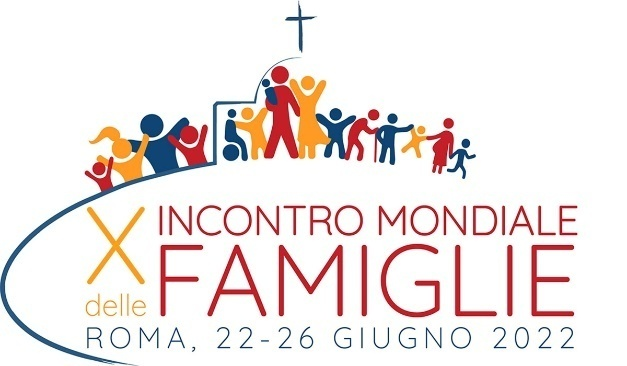 X INCONTRO MONDIALE
delle FAMIGLIE
ROMA, 22-26 GIUGNO 2022